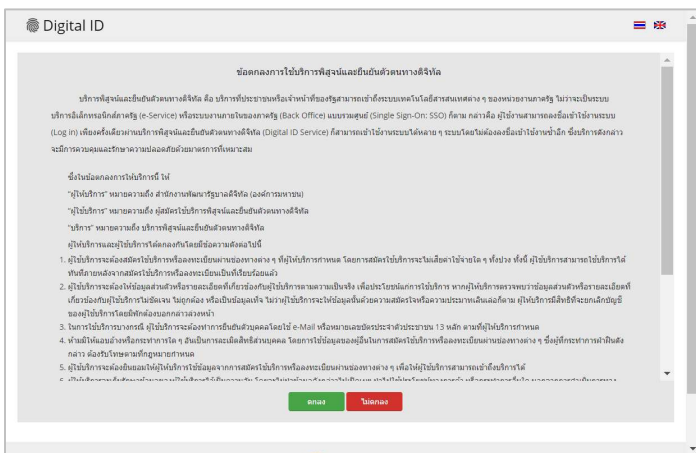 Digital ID
ข้อตกลงการใช้บริการพิสูจน์และยืนยันตัวตนทางดิจิทัล
บริการพิสูจน์และยืนยันตัวตนทางดิจิทัล คือ บริการที่ประชาชนหรือเจ้าหน้าที่ของรัฐสามารถเข้าถึงระบบเทคโนโลยีสารสนเทศต่าง ๆ ของหน่วยงานภาครัฐ ไม่ว่าจะเป็นระบบ
บริการอิเล็กทรอนิกส์ภาครัฐ (e-Service) หรือระบบงานภายในของภาครัฐ (Back Office) แบบรวมศูนย์ (Single Sign-On: SSO) ก็ตาม กล่าวคือ ผู้ใช้งานสามารถลงชื่อเข้าใช้งานระบบ
(Log in) เพียงครั้งเดียวผ่านบริการพิสูจน์และยืนยันตัวตนทางดิจิทัล (Digital ID Service) ก็สามารถเข้าใช้งานระบบได้หลาย ๆ ระบบโดยไม่ต้องลงชื่อเข้าใช้งานซ้ำอีก ซึ่งบริการดังกล่าว
จะมีการควบคุมและรักษาความปลอดภัยด้วยมาตรการที่เหมาะสม
ซึ่งในข้อตกลงการให้บริการนี้ ให้
"ผู้ให้บริการ" หมายความถึง สำนักงานพัฒนารัฐบาลดิจิทัล (องค์การมหาชน)
"ผู้ใช้บริการ" หมายความถึง ผู้สมัครใช้บริการพิสูจน์และยืนยันตัวตนทางดิจิทัล
"บริการ" หมายความถึง บริการพิสูจน์และยืนยันตัวตนทางดิจิทัล
ผู้ให้บริการและผู้ใช้บริการได้ตกลงกันโดยมีข้อความดังต่อไปนี้
1. ผู้ใช้บริการจะต้องสมัครใช้บริการหรือลงทะเบียนผ่านช่องทางต่าง ๆ ที่ผู้ให้บริการกำหนด โดยการสมัครใช้บริการจะไม่เสียค่าใช้จ่ายใด ๆ ทั้งปวง ทั้งนี้ ผู้ใช้บริการสามารถใช้บริการได้
ทันทีภายหลังจากสมัครใช้บริการหรือลงทะเบียนเป็นที่เรียบร้อยแล้ว
2. ผู้ใช้บริการจะต้องให้ข้อมูลส่วนตัวหรือรายละเอียดที่เกี่ยวข้องกับผู้ใช้บริการตามความเป็นจริง เพื่อประโยชน์แก่การใช้บริการ หากผู้ให้บริการตรวจพบว่าข้อมูลส่วนตัวหรือรายละเอียดที่
เกี่ยวข้องกับผู้ใช้บริการไม่ชัดเจน ไม่ถูกต้อง หรือเป็นข้อมูลเท็จ ไม่ว่าผู้ใช้บริการจะให้ข้อมูลนั้นด้วยความสมัครใจหรือความประมาทเลินเล่อก็ตาม ผู้ให้บริการมีสิทธิที่จะยกเลิกบัญชี
ของผู้ใช้บริการโดยมิพักต้องบอกกล่าวล่วงหน้า
3. ในการใช้บริการบางกรณี ผู้ใช้บริการจะต้องทำการยืนยันตัวบุคคลโดยใช้ e-Mail หรือหมายเลขบัตรประจำตัวประชาชน 13 หลัก ตามที่ผู้ให้บริการกำหนด
4. ห้ามมิให้แอบอ้างหรือกระทำการใด ๆ อันเป็นการละเมิดสิทธิส่วนบุคคล โดยการใช้ข้อมูลของผู้อื่นในการสมัครใช้บริการหรือลงทะเบียนผ่านช่องทางต่าง ๆ ซึ่งผู้ที่กระทำการฝ่าฝืนดัง
กล่าว ต้องรับโทษตามที่กฎหมายกำหนด
5. ผู้ใช้บริการจะต้องยินยอมให้ผู้ให้บริการใช้ข้อมูลจากการสมัครใช้บริการหรือลงทะเบียนผ่านช่องทางต่าง ๆ เพื่อให้ผู้ใช้บริการสามารถเข้าถึงบริการได้
ตกลง
ไม่ตกลง